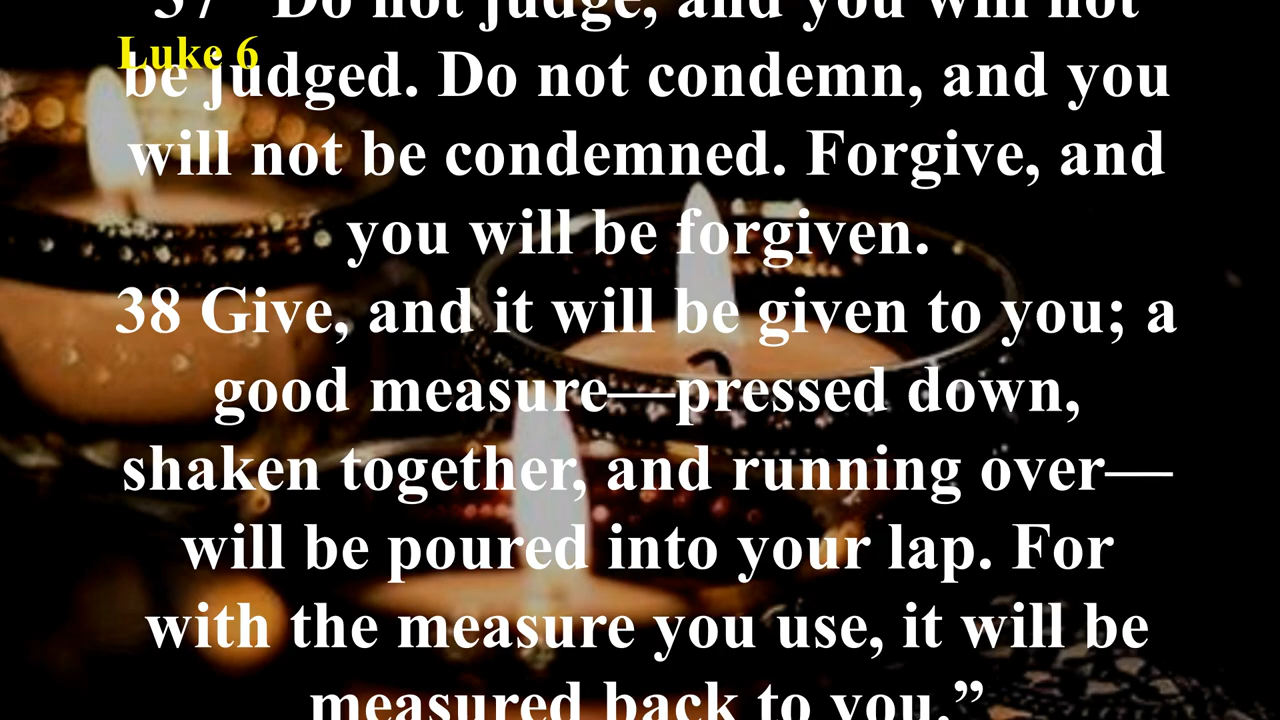 37 “Do not judge, and you will not
Luke 6
be judged. Do not condemn, and you
will not be condemned. Forgive, and
you will be forgiven.
38 Give, and it will be given to you; a
good measure—pressed down,
shaken together, and running over—
will be poured into your lap. For
with the measure you use, it will be
measured back to you.”